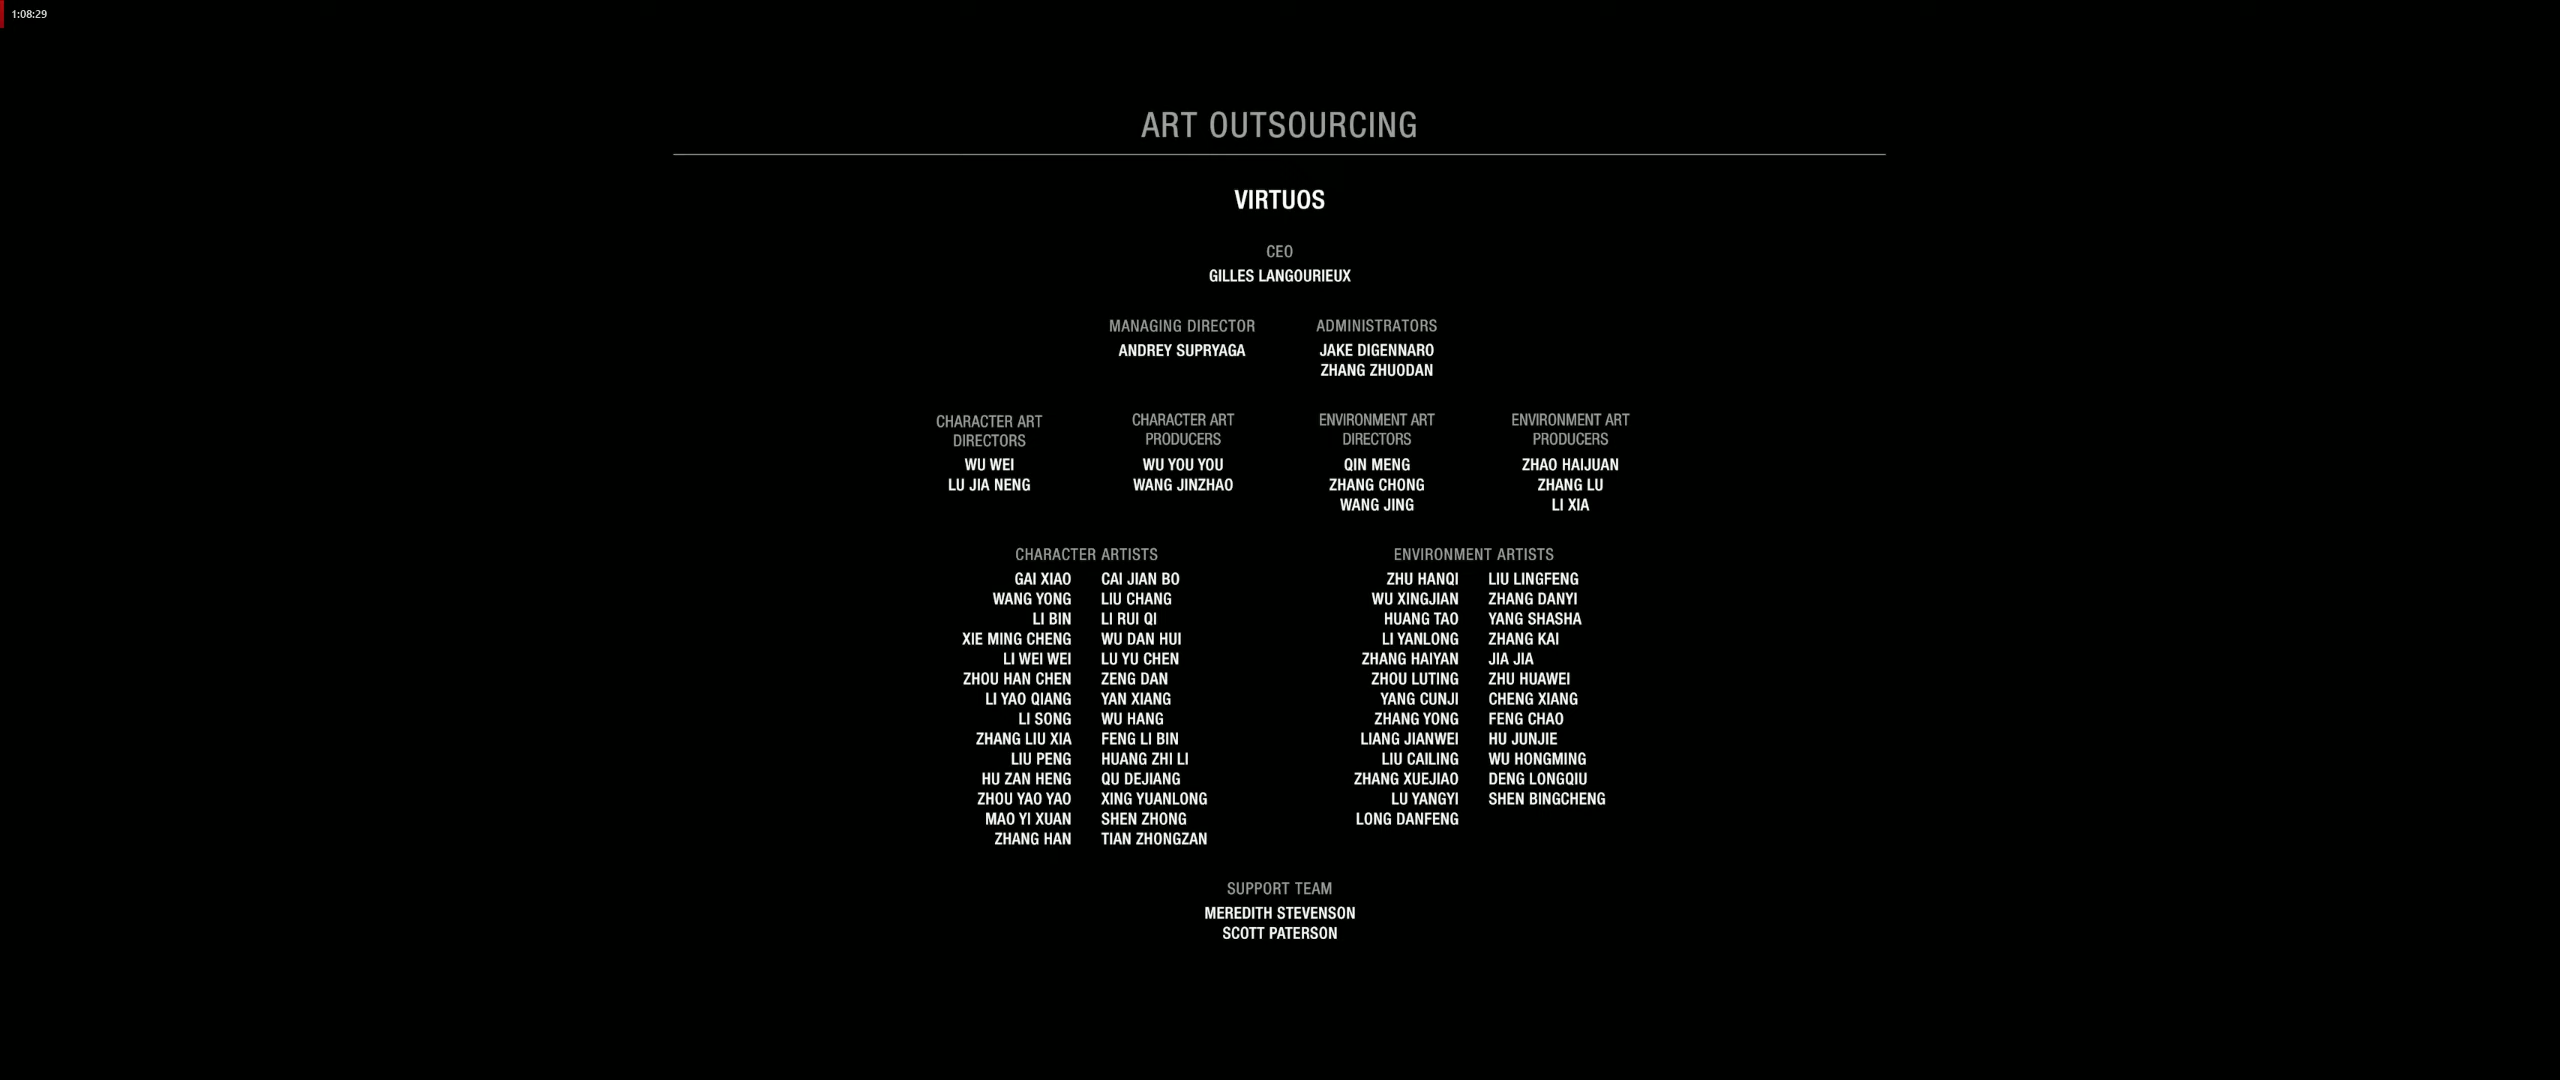 1:08:29
ART OUTSOURCING
VIRTUOS
CEO
GILLES LANGOURIEUX
MANAGING DIRECTOR
ANDREY SUPRYAGA
ADMINISTRATORS
JAKE DIGENNARO
ZHANG ZHUODAN
CHARACTER ART
DIRECTORS
WU WEI
LU JIA NENG
CHARACTER ART
PRODUCERS
WU YOU YOU
WANG JINZHAO
ENVIRONMENT ART
DIRECTORS
QIN MENG
ZHANG CHONG
WANG JING
ENVIRONMENT ART
PRODUCERS
ZHAO HAIJUAN
ZHANG LU
LI XIA
CHARACTER ARTISTS
GAI XIAO
WANG YONG
LI BIN
XIE MING CHENG
LI WEI WEI
ZHOU HAN CHEN
LI YAO QIANG
LI SONG
ZHANG LIU XIA
LIU PENG
HU ZAN HENG
ZHOU YAO YAO
MAO YI XUAN
ZHANG HAN
CAI JIAN BO
LIU CHANG
LI RUI QI
WU DAN HUI
LU YU CHEN
ZENG DAN
YAN XIANG
WU HANG
FENG LI BIN
HUANG ZHI LI
QU DEJIANG
XING YUANLONG
SHEN ZHONG
TIAN ZHONGZAN
ENVIRONMENT ARTISTS
ZHU HANQI
WU XINGJIAN
HUANG TAO
LI YANLONG
ZHANG HAIYAN
ZHOU LUTING
YANG CUNJI
ZHANG YONG
LIANG JIANWEI
LIU CAILING
ZHANG XUEJIAO
LU YANGYI
LONG DANFENG
LIU LINGFENG
ZHANG DANYI
YANG SHASHA
ZHANG KAI
JIA JIA
ZHU HUAWEI
CHENG XIANG
FENG CHAO
HU JUNJIE
WU HONGMING
DENG LONGQIU
SHEN BINGCHENG
SUPPORT TEAM
MEREDITH STEVENSON
SCOTT PATERSON